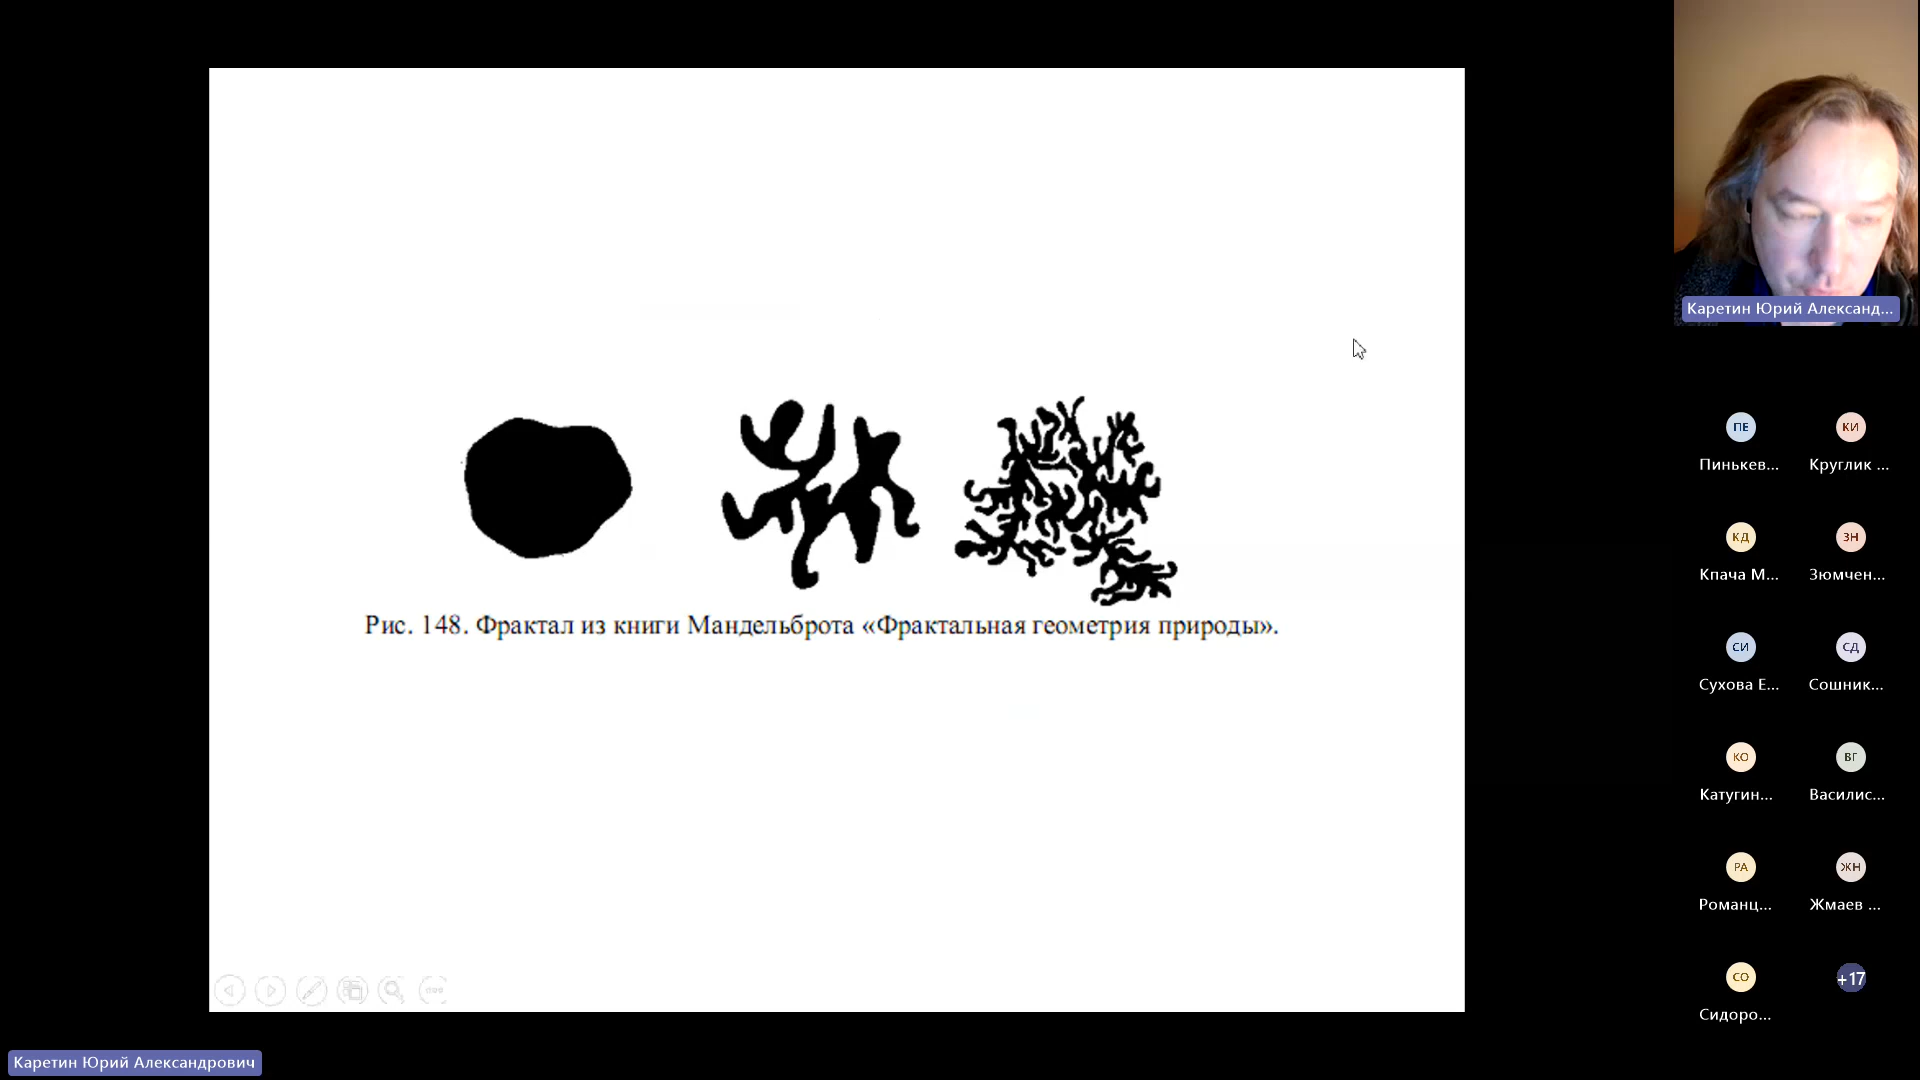 Рис. 148. Фрактал из книги Мандельброта «Фрактальная геометрия природы».
Каретин Юрий Александ...
ПЕ
КИ
Пинькев...
Круглик ...
КД
ЗН
Кпача М...
Зюмчен...
СИ
СД
Сухова Е...
Сошник...
КО
ВГ
Катугин...
Василис...
РА
ЖН
Романц...
Жмаев ...
СО
+17
Сидоро...
Каретин Юрий Александрович